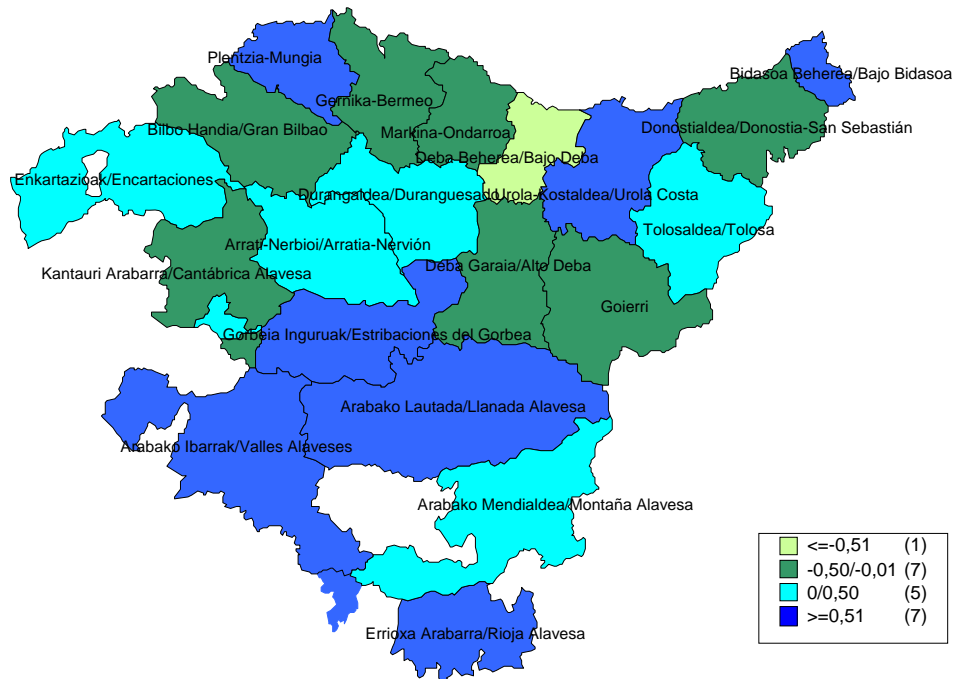 Plentzia-Mungia
Bidasoa Beherea/Bajo Bidasoa
Gernika-Bermeo
Bilbo Handia/Gran Bilbao
Markina-Ondarroa
Donostialdea/Donostia-San Sebastián
Deba Beherea/Bajo Deba
Enkartazioak/Encartaciones
Durangaldea/Duranguesado
Urola-Kostaldea/Urola Costa
Tolosaldea/Tolosa
Arrati-Nerbioi/Arratia-Nervión
Kantauri Arabarra/Cantábrica Alavesa
Deba Garaia/Alto Deba
Goierri
Gorbeia Inguruak/Estribaciones del Gorbea
Arabako Lautada/Llanada Alavesa
Arabako Ibarrak/Valles Alaveses
Arabako Mendialdea/Montaña Alavesa
Errioxa Arabarra/Rioja Alavesa
<=-0,51 (1)
-0,50/-0,01 (7)
0/0,50 (5)
>=0,51 (7)